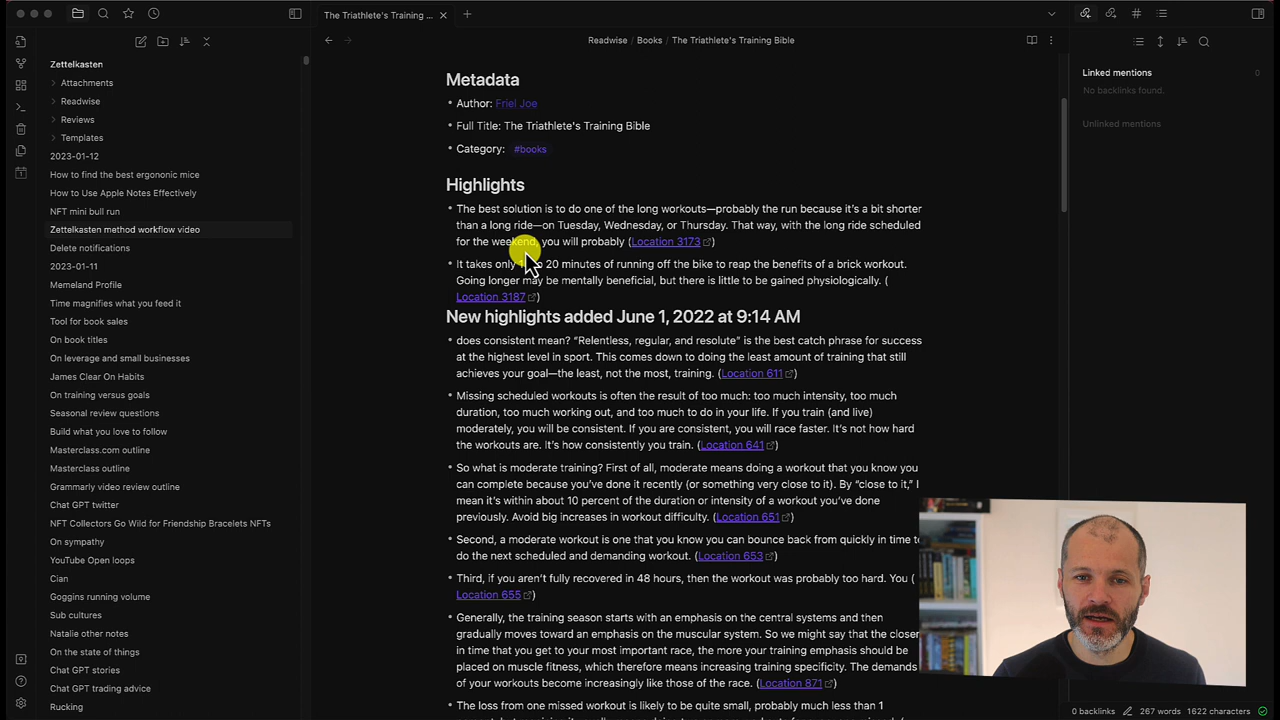 The Triathlete's Training ...
Readwise / Books / The Triathlete's Training Bible
Zettelkasten
Attachments
Readwise
Reviews
Templates
2023-01-12
How to find the best ergononic mice
How to Use Apple Notes Effectively
NFT mini bull run
Zettelkasten method workflow video
Delete notifications
2023-01-11
Memeland Profile
Time magnifies what you feed it
Tool for book sales
On book titles
On leverage and small businesses
James Clear On Habits
On training versus goals
Seasonal review questions
Build what you love to follow
Masterclass.com outline
Masterclass outline
Grammarly video review outline
Chat GPT twitter
NFT Collectors Go Wild for Friendship Bracelets NFTs
On sympathy
YouTube Open loops
Cian
Goggins running volume
Sub cultures
Natalie other notes
On the state of things
Chat GPT stories
Chat GPT trading advice
Rucking
Metadata
Author: Friel Joe
Full Title: The Triathlete's Training Bible
Category: #books
Highlights
The best solution is to do one of the long workouts—probably the run because it's a bit shorter
than a long ride—on Tuesday, Wednesday, or Thursday. That way, with the long ride scheduled
for the weekend, you will probably (Location 3173)
It takes only 20 minutes of running off the bike to reap the benefits of a brick workout.
Going longer may be mentally beneficial, but there is little to be gained physiologically. (
Location 3187)
New highlights added June 1, 2022 at 9:14 AM
does consistent mean? “Relentless, regular, and resolute” is the best catch phrase for success
at the highest level in sport. This comes down to doing the least amount of training that still
achieves your goal—the least, not the most, training. (Location 611)
Missing scheduled workouts is often the result of too much: too much intensity, too much
duration, too much working out, and too much to do in your life. If you train (and live)
moderately, you will be consistent. If you are consistent, you will race faster. It's not how hard
the workouts are. It's how consistently you train. (Location 641)
So what is moderate training? First of all, moderate means doing a workout that you know you
can complete because you've done it recently (or something very close to it). By “close to it,” I
mean it's within about 10 percent of the duration or intensity of a workout you've done
previously. Avoid big increases in workout difficulty. (Location 651)
Second, a moderate workout is one that you know you can bounce back from quickly in time to
do the next scheduled and demanding workout. (Location 653)
Third, if you aren't fully recovered in 48 hours, then the workout was probably too hard. You (
Location 655)
Generally, the training season starts with an emphasis on the central systems and then
gradually moves toward an emphasis on the muscular system. So we might say that the closer
in time that you get to your most important race, the more your training emphasis should be
placed on muscle fitness, which therefore means increasing training specificity. The demands
of your workouts become increasingly like those of the race. (Location 871)
The loss from one missed workout is likely to be quite small, probably much less than 1
Linked mentions 0
No backlinks found.
Unlinked mentions
0 backlinks 267 words 1622 characters